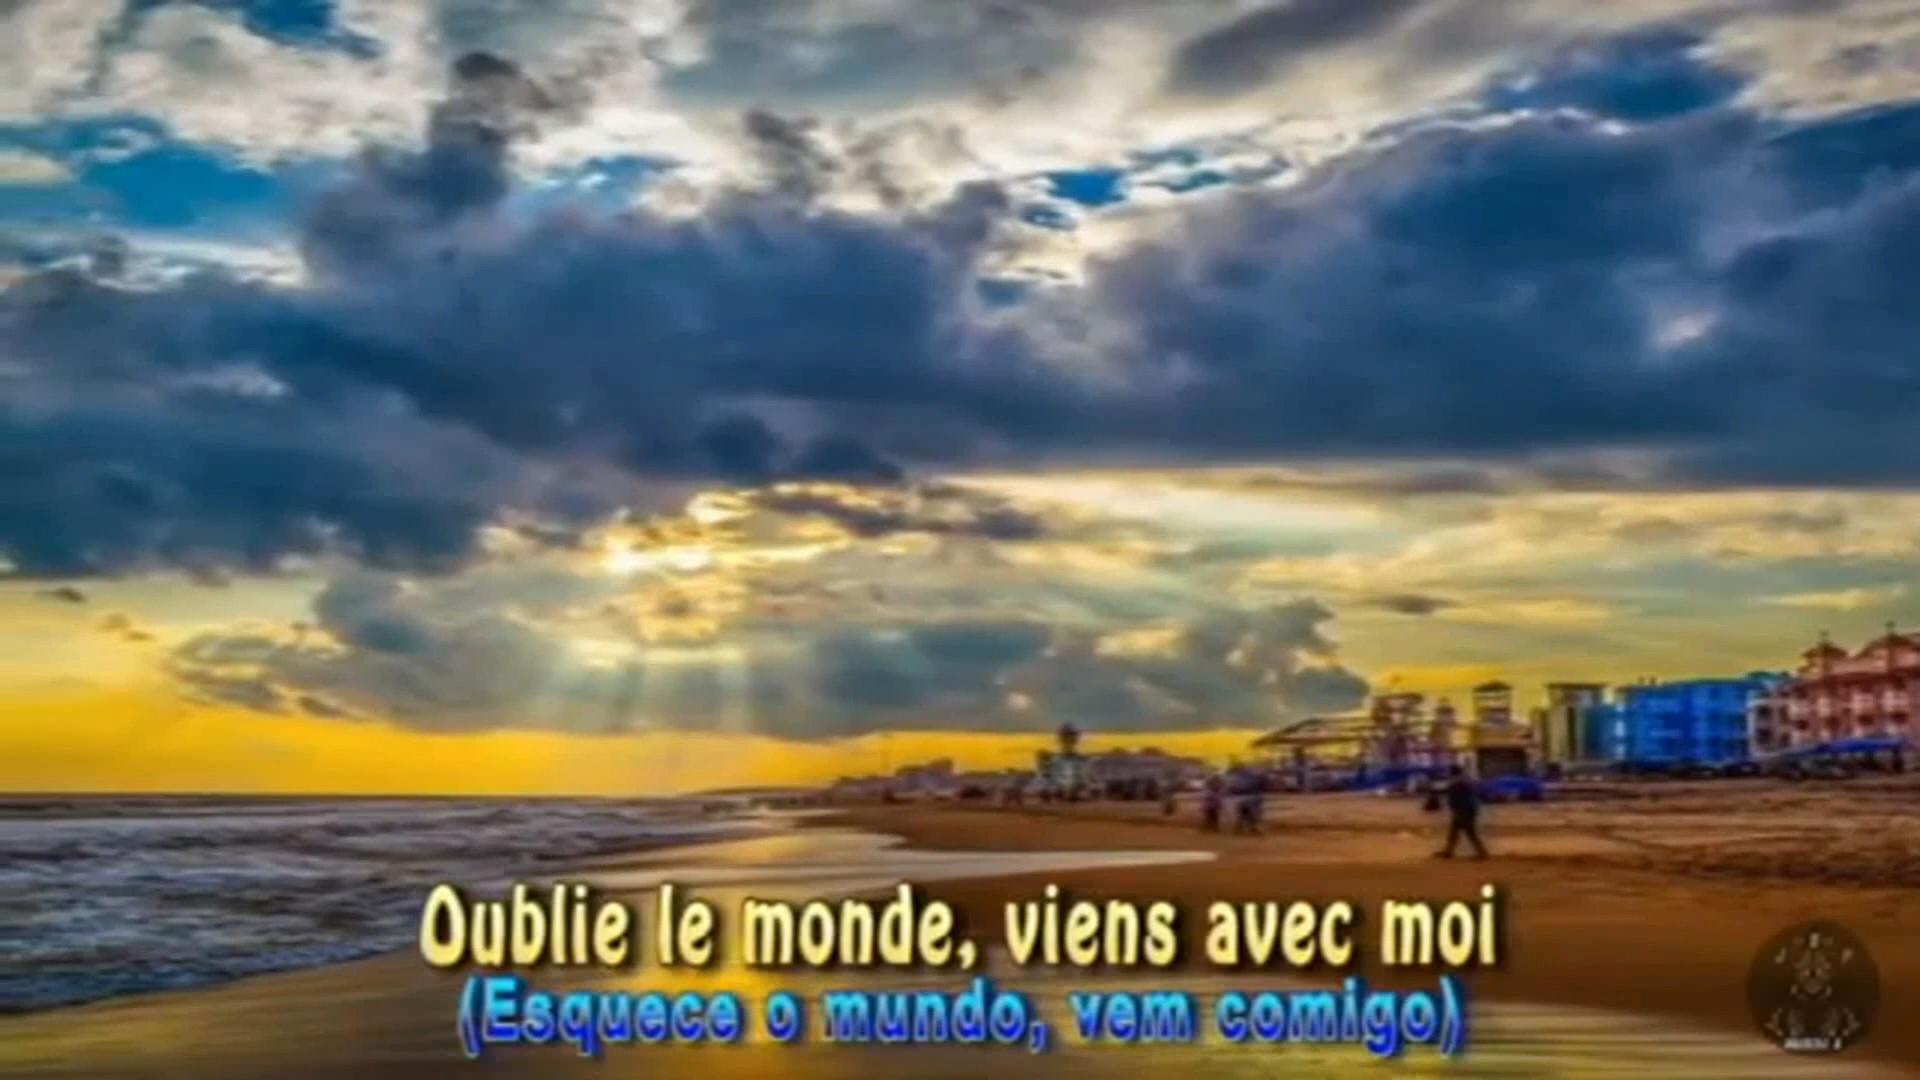 Oublie le monde, viens avec moi
(Esquece o mundo, vem comigo)